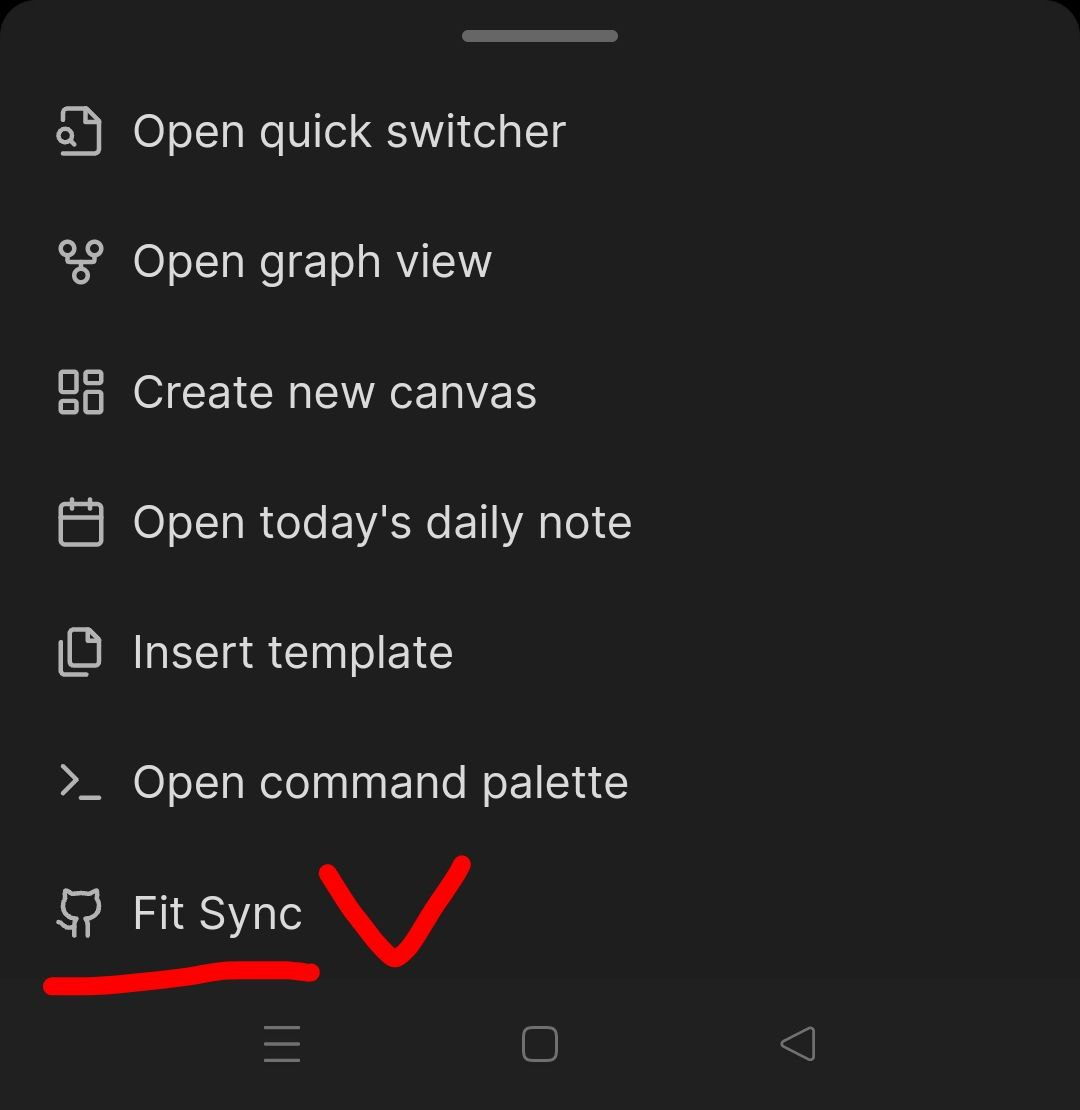 Open quick switcher
Open graph view
Create new canvas
Open today's daily note
Insert template
Open command palette
Fit Sync